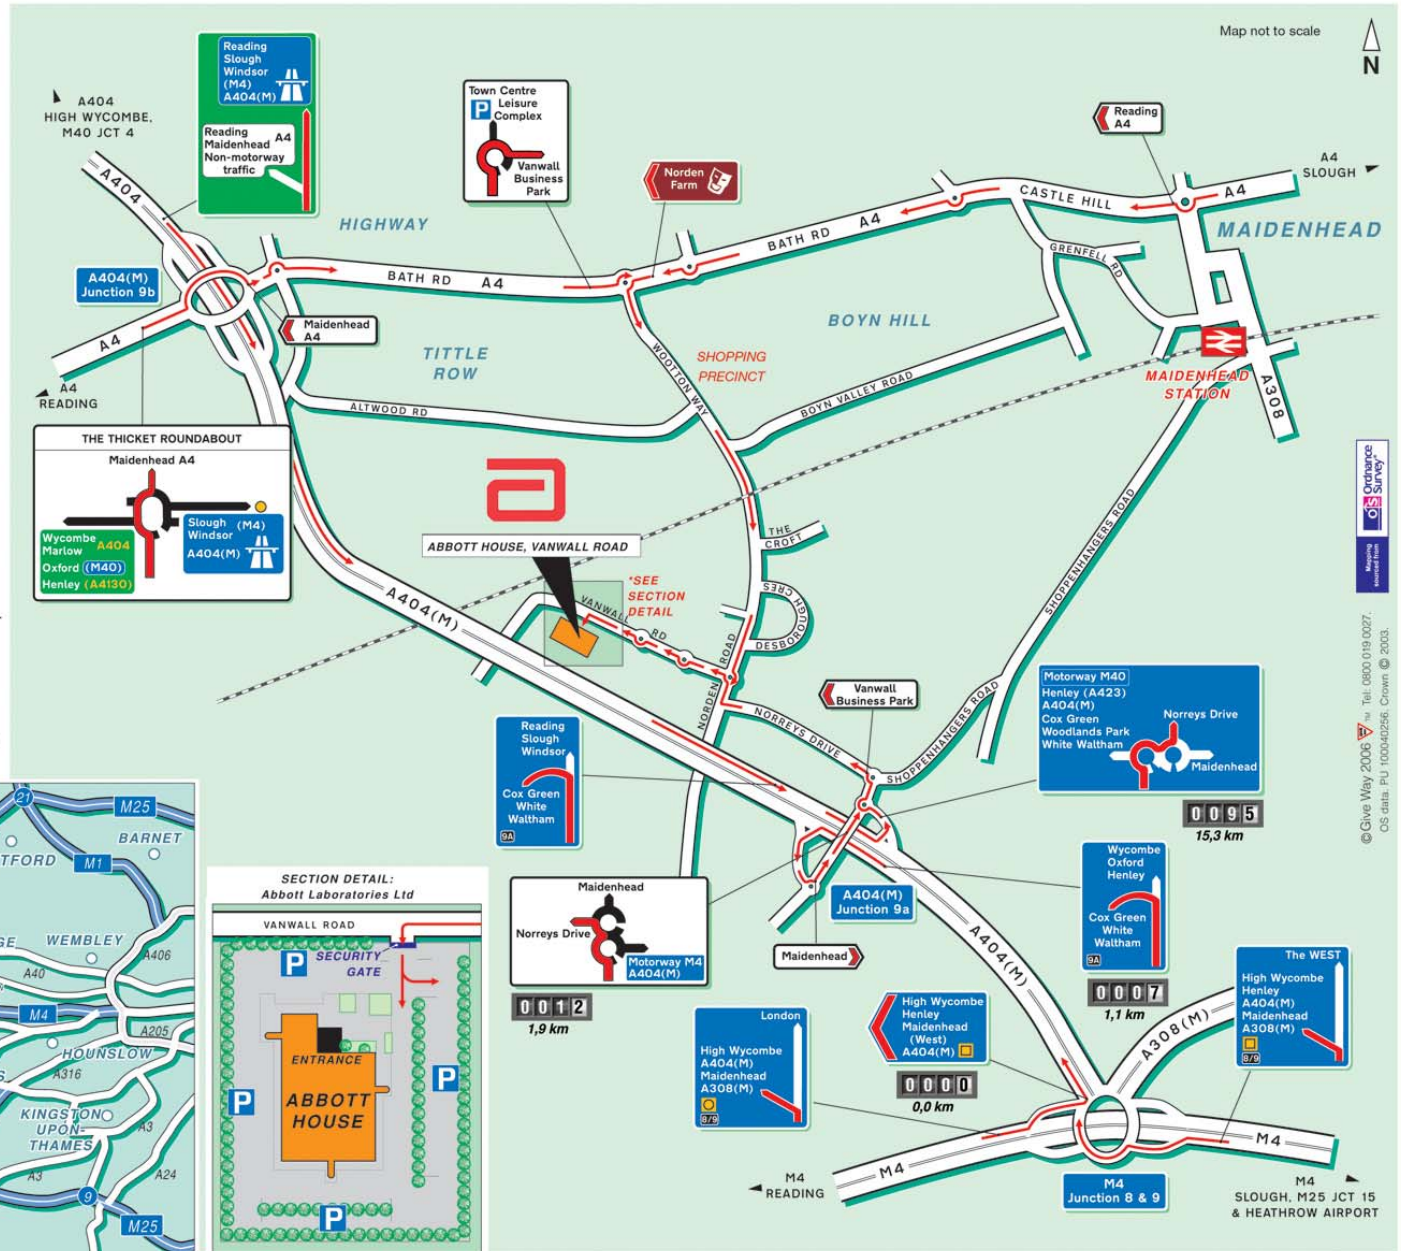 Map not to scale
N
A404
HIGH WYCOMBE,
M40 JCT 4
Reading
Slough
Windsor
(M4)
A404(M)
Reading
Maidenhead
Non-motorway
traffic
A4
Town Centre
P
Leisure
Complex
Vanwall
Business
Park
Norden
Farm
Reading
A4
A4
SLOUGH
A404
HIGHWAY
BATH RD A4
BATH RD A4
CASTLE HILL
A4
MAIDENHEAD
GRENFELL RD
A404(M)
Junction 9b
Maidenhead
A4
A4
A4
READING
TITTLE
ROW
BOYN HILL
SHOPPING
PRECINCT
WOOTTON WAY
BOYN VALLEY ROAD
ALTWOOD RD
MAIDENHEAD
STATION
A308
THE THICKET ROUNDABOUT
Maidenhead A4
Wycombe
Marlow A404
Oxford (M40)
Henley (A4130)
Slough (M4)
Windsor
A404(M)
a
ABBOTT HOUSE, VANWALL ROAD
*SEE
SECTION
DETAIL
VANWALL RD
A404(M)
THE
CROFT
DESBOROUGH CRES
NORDEN ROAD
NORREYS DRIVE
SHOPPENHANGERS ROAD
SHOPPENHANGERS ROAD
Vanwall
Business Park
Ordnance
Survey®
Mapping
sourced from
©Give Way 2006 TM Tel: 0800 019 0027.
OS data. PU 100040256. Crown © 2003.
Motorway M40
Henley (A423)
A404(M)
Cox Green
Woodlands Park
White Waltham
Norreys Drive
Maidenhead
0095
15,3 km
Reading
Slough
Windsor
Cox Green
White
Waltham
9A
Wycombe
Oxford
Henley
Cox Green
White
Waltham
9A
0007
1,1 km
A404(M)
Junction 9a
Maidenhead
Norreys Drive
Motorway M4
A404(M)
0012
1,9 km
Maidenhead
A404(M)
London
High Wycombe
A404(M)
Maidenhead
A308(M)
8/9
High Wycombe
Henley
Maidenhead
(West)
A404(M)
0000
0,0 km
A308(M)
The WEST
High Wycombe
Henley
A404(M)
Maidenhead
A308(M)
8/9
M4
M4
M4
READING
M4
Junction 8 & 9
M4
SLOUGH, M25 JCT 15
& HEATHROW AIRPORT
21
M25
BARNET
TFORD
M1
WEMBLEY
A406
A40
M4
A205
HOUNSLOW
A316
KINGSTON
UPON-
THAMES
A3
A3
A24
9
M25
SECTION DETAIL:
Abbott Laboratories Ltd
VANWALL ROAD
SECURITY
GATE
P
ENTRANCE
ABBOTT
HOUSE
P
P
P